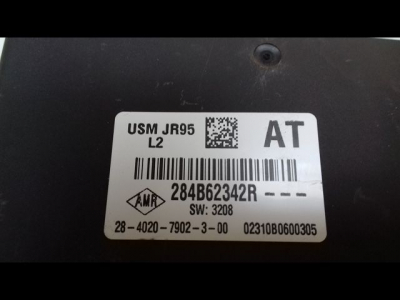 USM JR95
L2
AT
284B62342R---
AMR
SW: 3208
28-4020-7902-3-00 02310B0600305